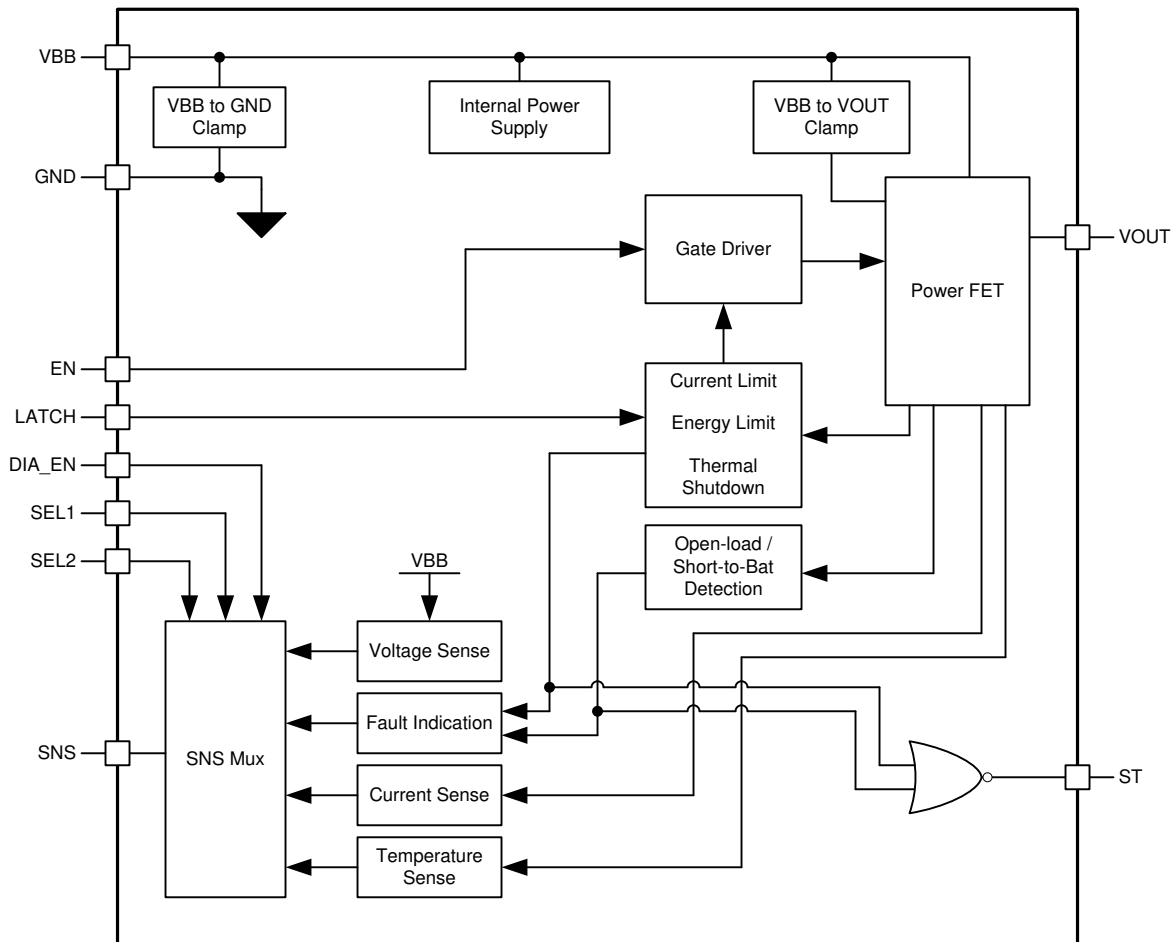 VBB
VBB to GND
Clamp
Internal Power
Supply
VBB to VOUT
Clamp
GND
Gate Driver
Power FET
VOUT
EN
LATCH
Current Limit
Energy Limit
Thermal
Shutdown
DIA_EN
SEL1
SEL2
Open-load /
Short-to-Bat
Detection
VBB
Voltage Sense
Fault Indication
SNS
SNS Mux
Current Sense
ST
Temperature
Sense